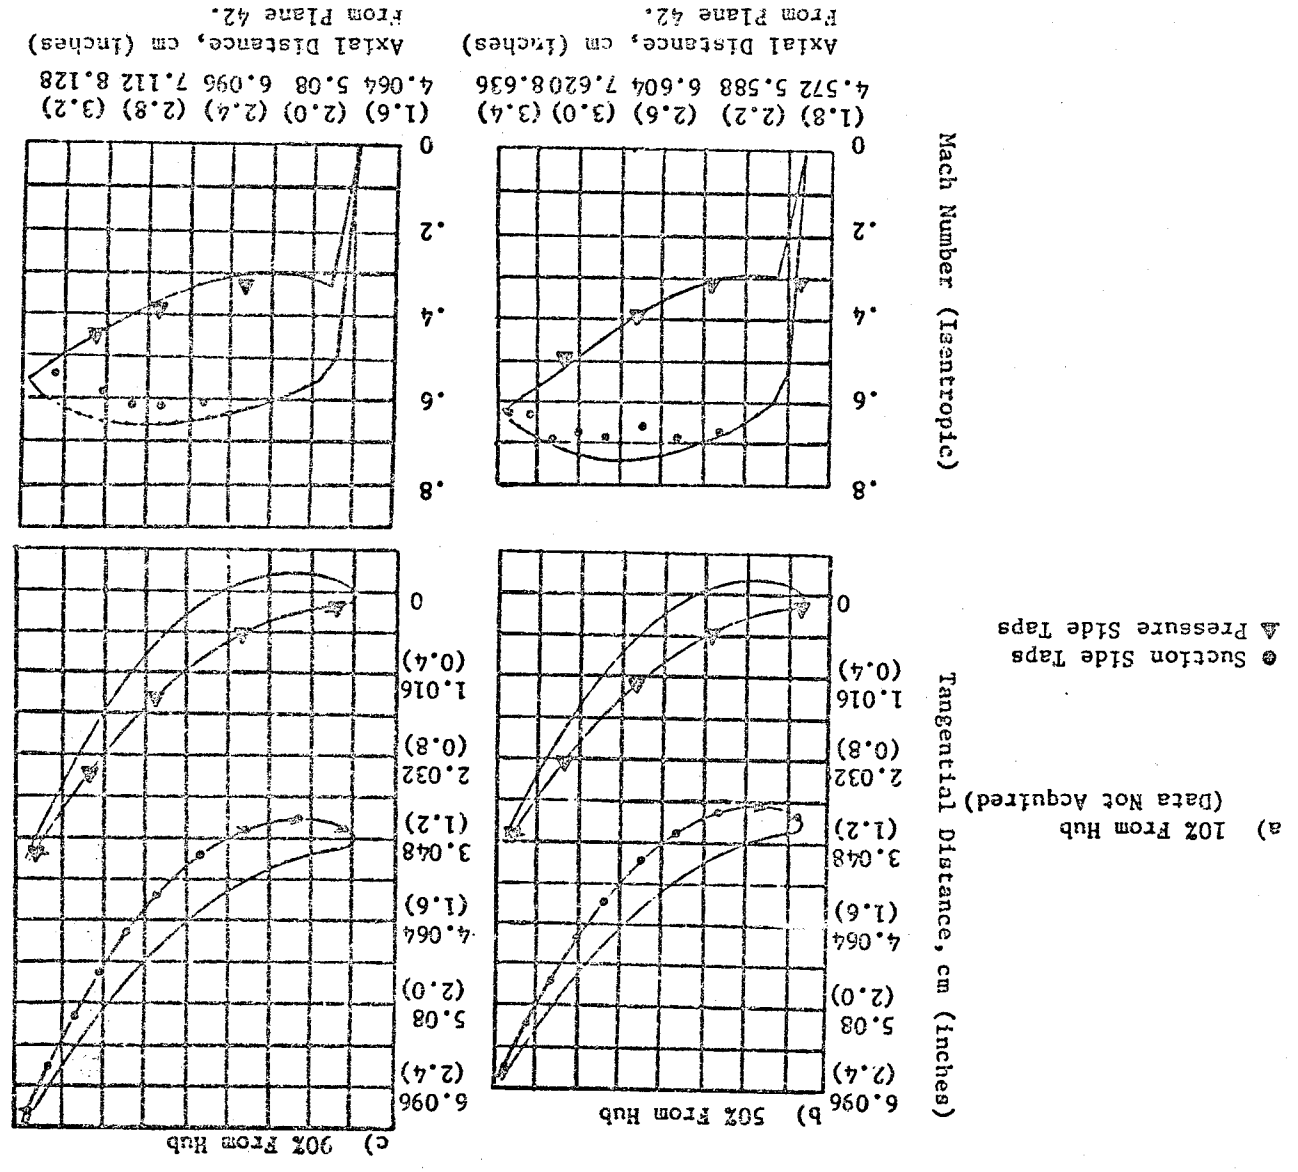 a) 10% From Hub
(Data Not Acquired)
● Suction Side Taps
▲ Pressure Side Taps
Tangential Distance, cm (inches)
Mach Number (Isentropic)
b) 50% From Hub
6.096
(2.4)
5.08
(2.0)
4.064
(1.6)
3.048
(1.2)
2.032
(0.8)
1.016
(0.4)
0
.8
.6
.4
.2
0
(1.8) (2.2) (2.6) (3.0) (3.4)
4.572 5.588 6.604 7.620 8.636
Axial Distance, cm (inches)
From Plane 42.
c) 90% From Hub
6.096
(2.4)
5.08
(2.0)
4.064
(1.6)
3.048
(1.2)
2.032
(0.8)
1.016
(0.4)
0
.8
.6
.4
.2
0
(1.6) (2.0) (2.4) (2.8) (3.2)
4.064 5.08 6.096 7.112 8.128
Axial Distance, cm (inches)
From Plane 42.